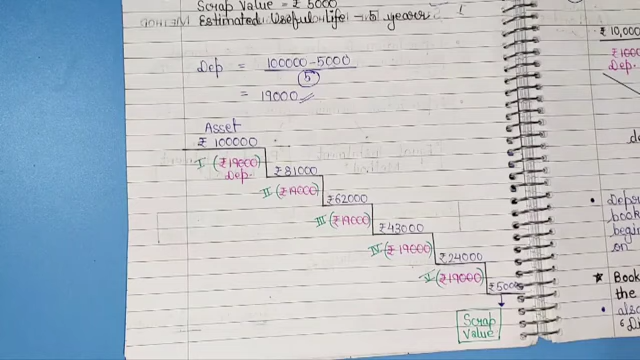 Scrap Value = ₹ 5000
Estimated Useful Life - 5 years
Dep = 100000-5000
5
= 19000
Asset
₹ 100000
I (₹19000) ₹81000
Dep.
II (₹19000) ₹62000
III (₹19000) ₹43000
IV (₹19000) ₹24000
V (₹19000) ₹5000
Scrap
Value
₹ 10,000
Dep.
book
begin
on
★ Book
the
also